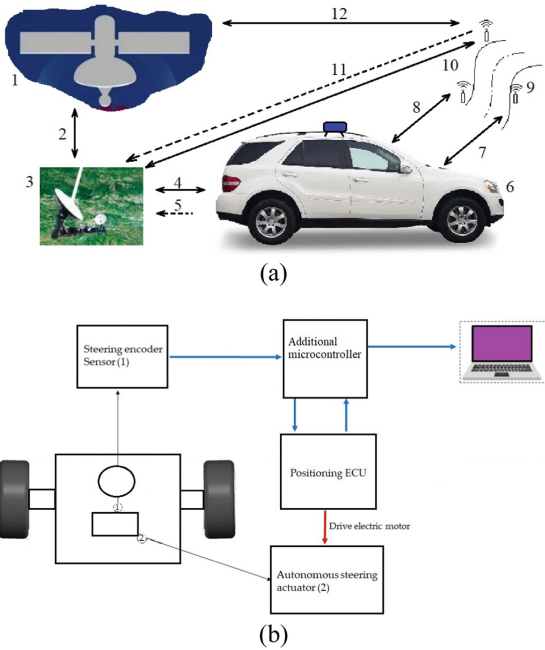 12
1
11
10
9
8
2
7
3
4
6
5
(a)
Steering encoder
Sensor (1)
Additional
microcontroller
Positioning ECU
1
Drive electric motor
2
Autonomous steering
actuator (2)
(b)